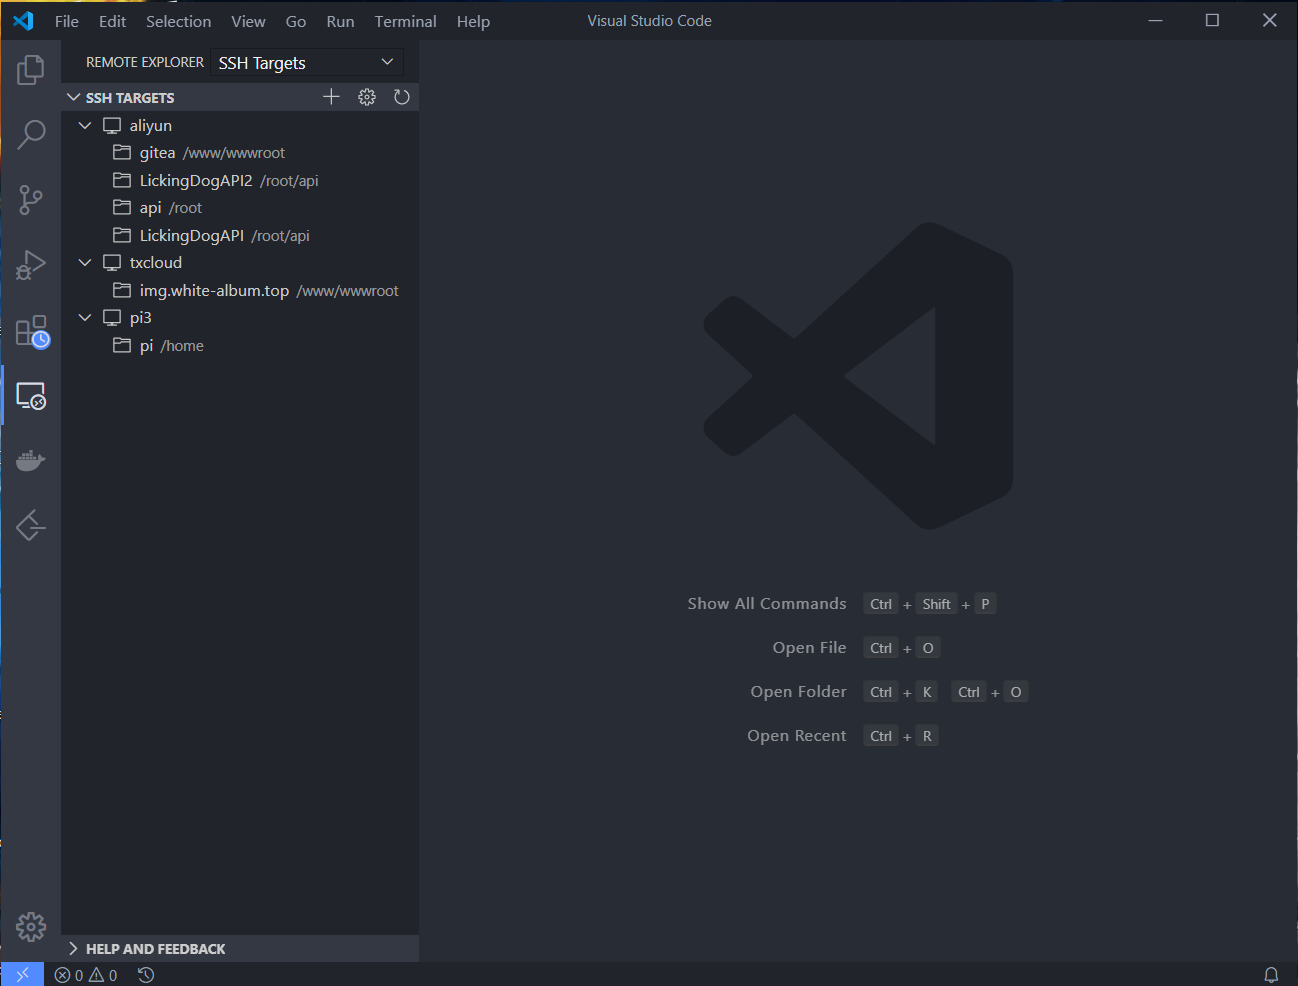 File Edit Selection View Go Run Terminal Help Visual Studio Code
REMOTE EXPLORER SSH Targets
SSH TARGETS
aliyun
gitea /www/wwwroot
LickingDogAPI2 /root/api
api /root
LickingDogAPI /root/api
txcloud
img.white-album.top /www/wwwroot
pi3
pi /home
Show All Commands Ctrl + Shift + P
Open File Ctrl + O
Open Folder Ctrl + K Ctrl + O
Open Recent Ctrl + R
HELP AND FEEDBACK
0 0